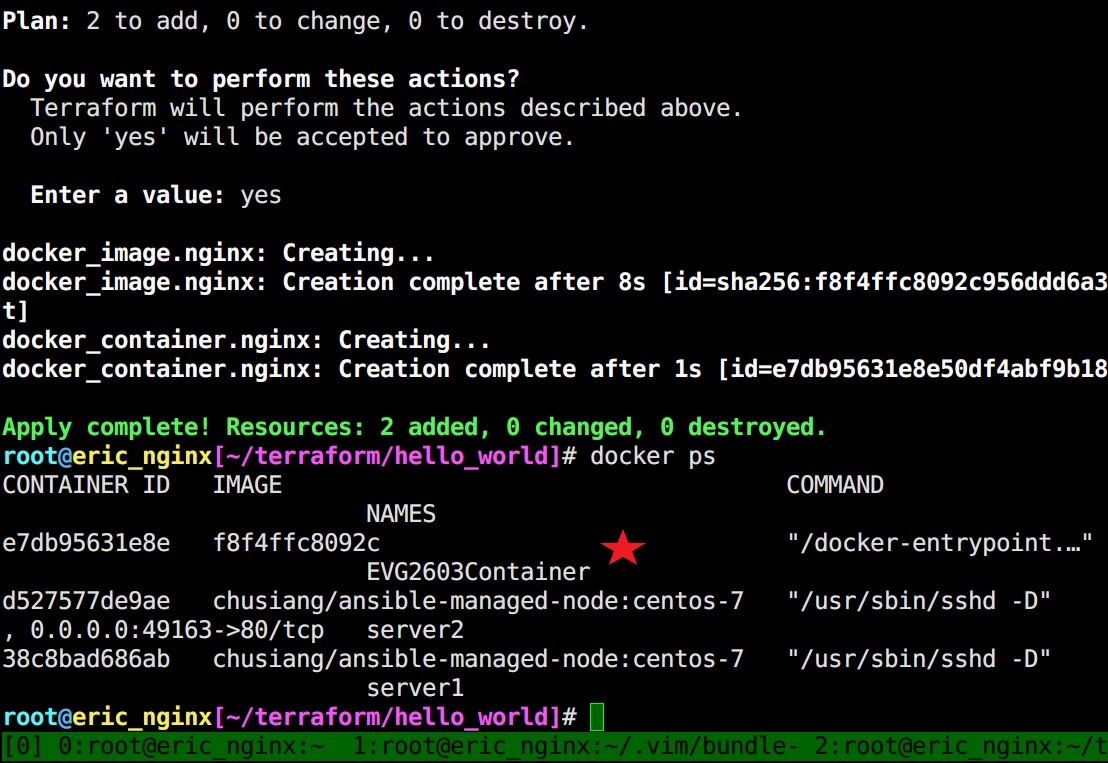 Plan: 2 to add, 0 to change, 0 to destroy.
Do you want to perform these actions?
Terraform will perform the actions described above.
Only 'yes' will be accepted to approve.
Enter a value: yes
docker_image.nginx: Creating...
docker_image.nginx: Creation complete after 8s [id=sha256:f8f4ffc8092c956ddd6a3
t]
docker_container.nginx: Creating...
docker_container.nginx: Creation complete after 1s [id=e7db95631e8e50df4abf9b18
Apply complete! Resources: 2 added, 0 changed, 0 destroyed.
root@eric_nginx[~/terraform/hello_world]# docker ps
CONTAINER ID   IMAGE                                    COMMAND
NAMES
e7db95631e8e   f8f4ffc8092c                             "/docker-entrypoint.…"
EVG2603Container
d527577de9ae   chusiang/ansible-managed-node:centos-7   "/usr/sbin/sshd -D"
, 0.0.0.0:49163->80/tcp   server2
38c8bad686ab   chusiang/ansible-managed-node:centos-7   "/usr/sbin/sshd -D"
server1
root@eric_nginx[~/terraform/hello_world]#
[0] 0:root@eric_nginx:~  1:root@eric_nginx:~/.vim/bundle- 2:root@eric_nginx:~/t